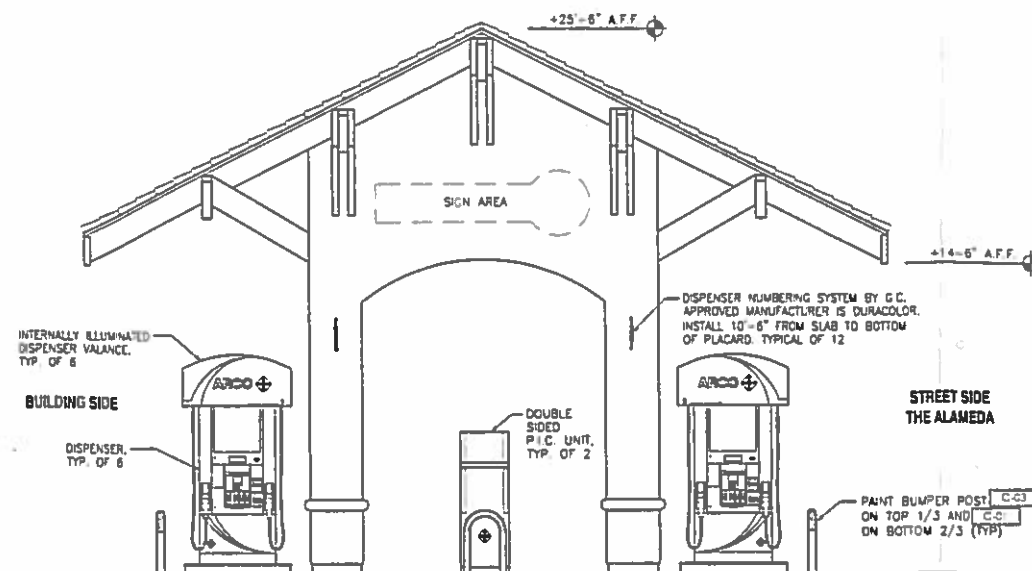 +25'-6" A.F.F.
SIGN AREA
+14'-6" A.F.F.
DISPENSER NUMBERING SYSTEM BY G.C.
APPROVED MANUFACTURER IS DURACOLOR.
INSTALL 10'-6" FROM SLAB TO BOTTOM
OF PLACARD. TYPICAL OF 12
INTERNALLY ILLUMINATED
DISPENSER VALANCE.
TYP. OF 6
ARCO
ARCO
BUILDING SIDE
STREET SIDE
THE ALAMEDA
DOUBLE
SIDED
P.I.C. UNIT.
TYP. OF 2
DISPENSER.
TYP. OF 6
PAINT BUMPER POST C-03
ON TOP 1/3 AND
ON BOTTOM 2/3 (TYP)